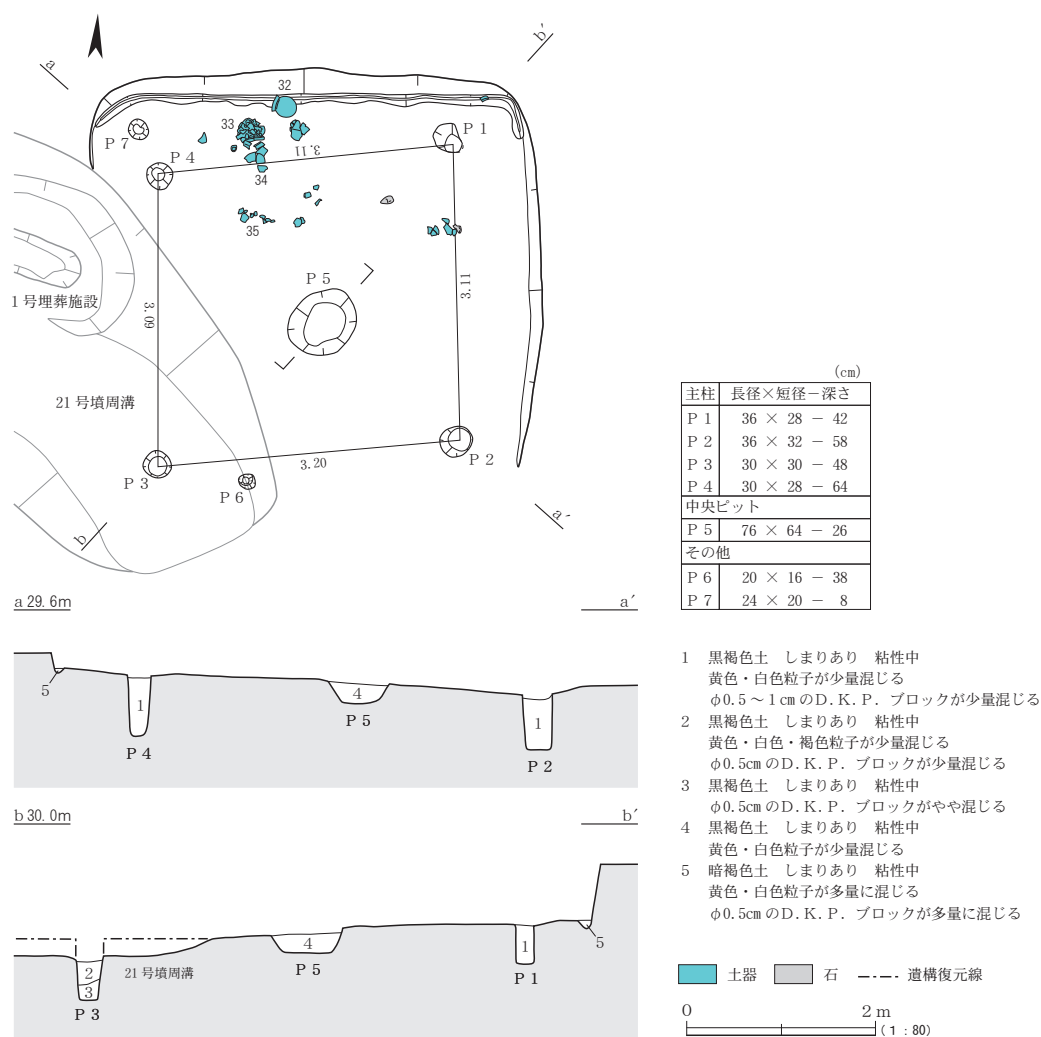 a
b′
32
P 7
33
P 1
P 4
3.11
34
35
P 5
3.11
1 号埋葬施設
3.09
21 号墳周溝
3.20
P 2
P 3
P 6
b
a′
(cm)
主柱 長径×短径－深さ
P 1 36 × 28 － 42
P 2 36 × 32 － 58
P 3 30 × 30 － 48
P 4 30 × 28 － 64
中央ピット
P 5 76 × 64 － 26
その他
P 6 20 × 16 － 38
P 7 24 × 20 － 8
a 29.6m a′
5
1
P 4
4
P 5
1
P 2
b 30.0m b′
2
3
P 3
21 号墳周溝
4
P 5
1
P 1
5
1 黒褐色土 しまりあり 粘性中
黄色・白色粒子が少量混じる
φ0.5～1㎝のD.K.P. ブロックが少量混じる
2 黒褐色土 しまりあり 粘性中
黄色・白色・褐色粒子が少量混じる
φ0.5㎝のD.K.P. ブロックが少量混じる
3 黒褐色土 しまりあり 粘性中
φ0.5㎝のD.K.P. ブロックがやや混じる
4 黒褐色土 しまりあり 粘性中
黄色・白色粒子が少量混じる
5 暗褐色土 しまりあり 粘性中
黄色・白色粒子が多量に混じる
φ0.5㎝のD.K.P. ブロックが多量に混じる
土器 石 遺構復元線
0 2 m
(1：80)